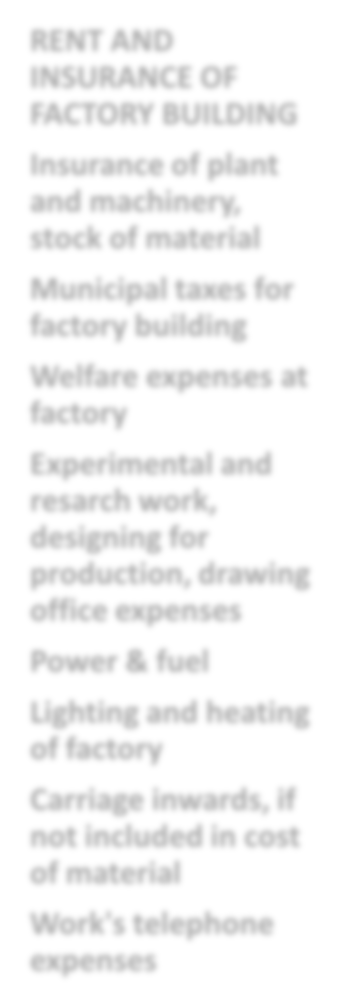 RENT AND
INSURANCE OF
FACTORY BUILDING
Insurance of plant
and machinery,
stock of material
Municipal taxes for
factory building
Welfare expenses at
factory
Experimental and
resarch work,
designing for
production, drawing
office expenses
Power & fuel
Lighting and heating
of factory
Carriage inwards, if
not included in cost
of material
Work's telephone
expenses